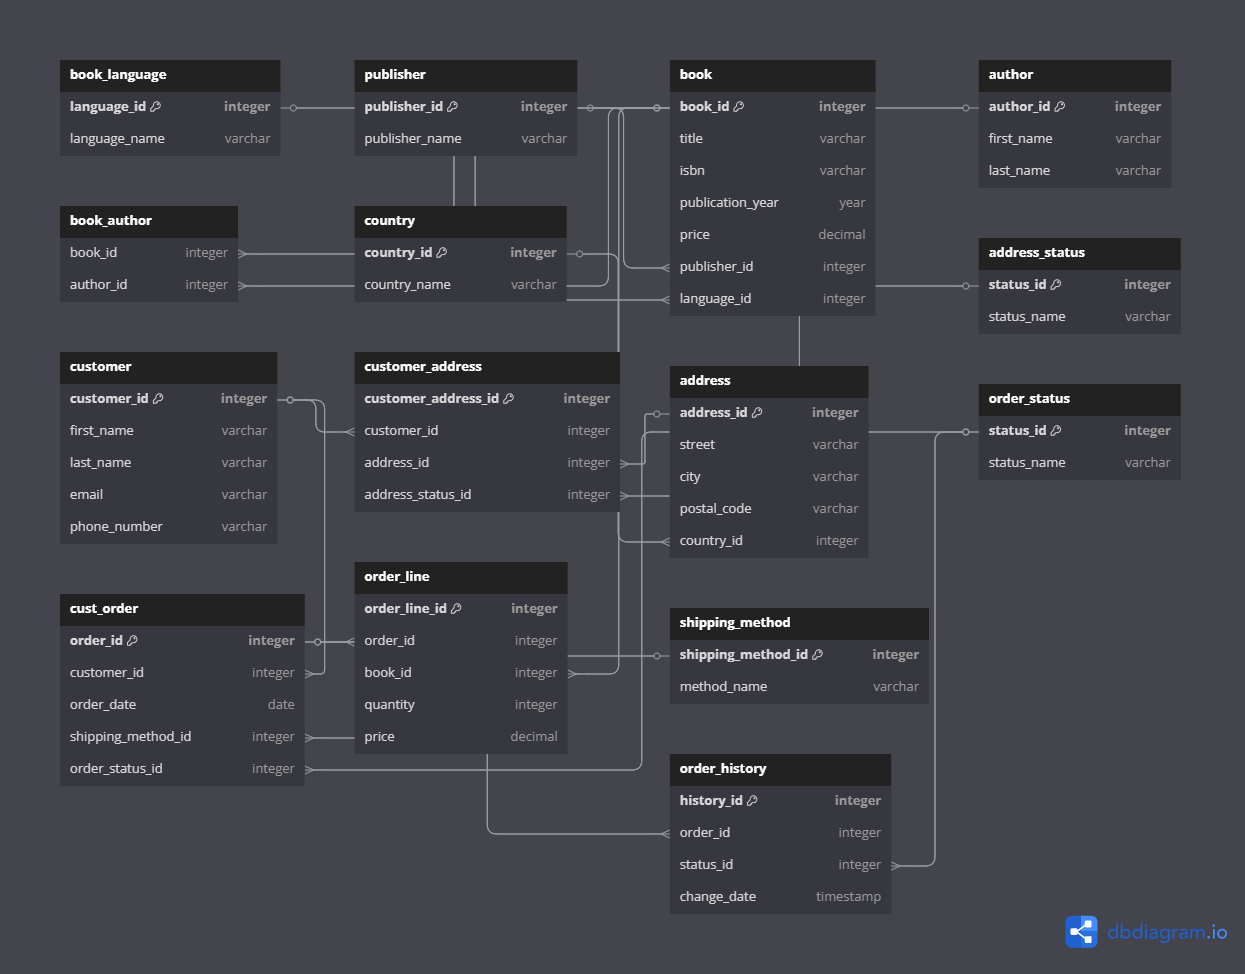 book_language
language_id integer
language_name varchar
publisher
publisher_id integer
publisher_name varchar
book
book_id integer
title varchar
isbn varchar
publication_year year
price decimal
publisher_id integer
language_id integer
author
author_id integer
first_name varchar
last_name varchar
book_author
book_id integer
author_id integer
country
country_id integer
country_name varchar
address_status
status_id integer
status_name varchar
customer
customer_id integer
first_name varchar
last_name varchar
email varchar
phone_number varchar
customer_address
customer_address_id integer
customer_id integer
address_id integer
address_status_id integer
address
address_id integer
street varchar
city varchar
postal_code varchar
country_id integer
order_status
status_id integer
status_name varchar
cust_order
order_id integer
customer_id integer
order_date date
shipping_method_id integer
order_status_id integer
order_line
order_line_id integer
order_id integer
book_id integer
quantity integer
price decimal
shipping_method
shipping_method_id integer
method_name varchar
order_history
history_id integer
order_id integer
status_id integer
change_date timestamp
dbdiagram.io